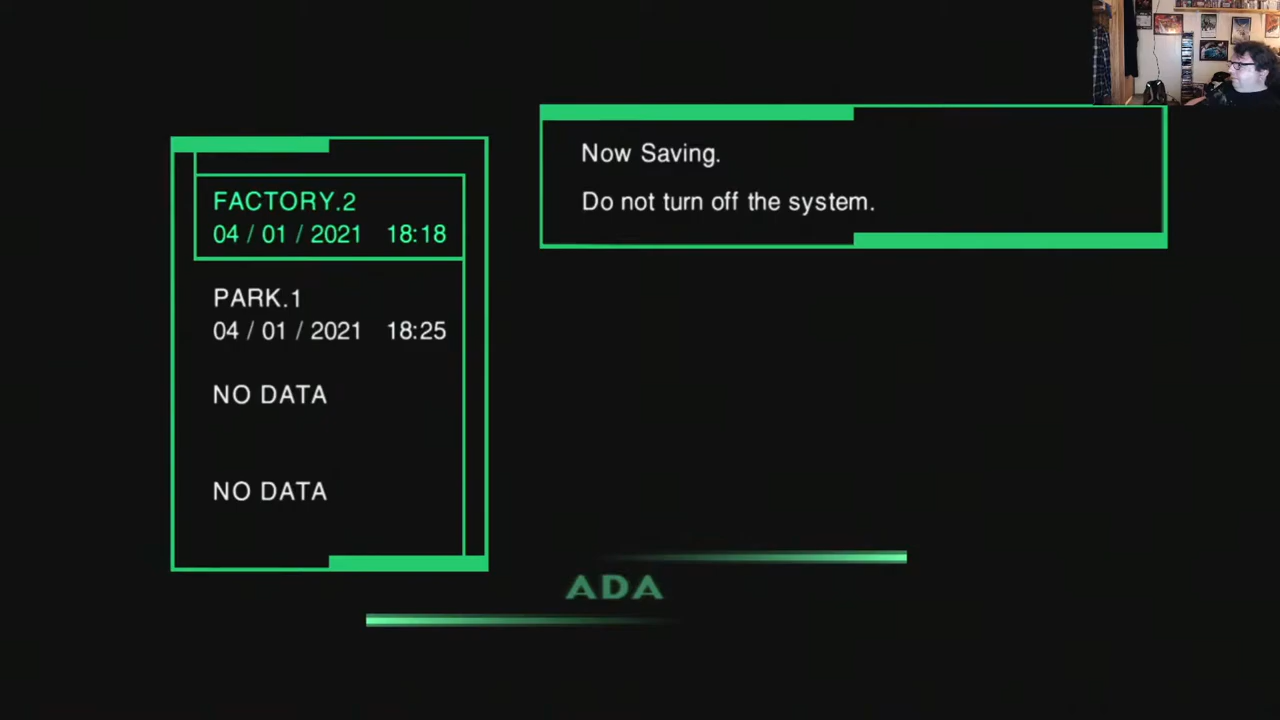 FACTORY.2
04 / 01 / 2021 18:18
PARK.1
04 / 01 / 2021 18:25
NO DATA
NO DATA
Now Saving.
Do not turn off the system.
ADA